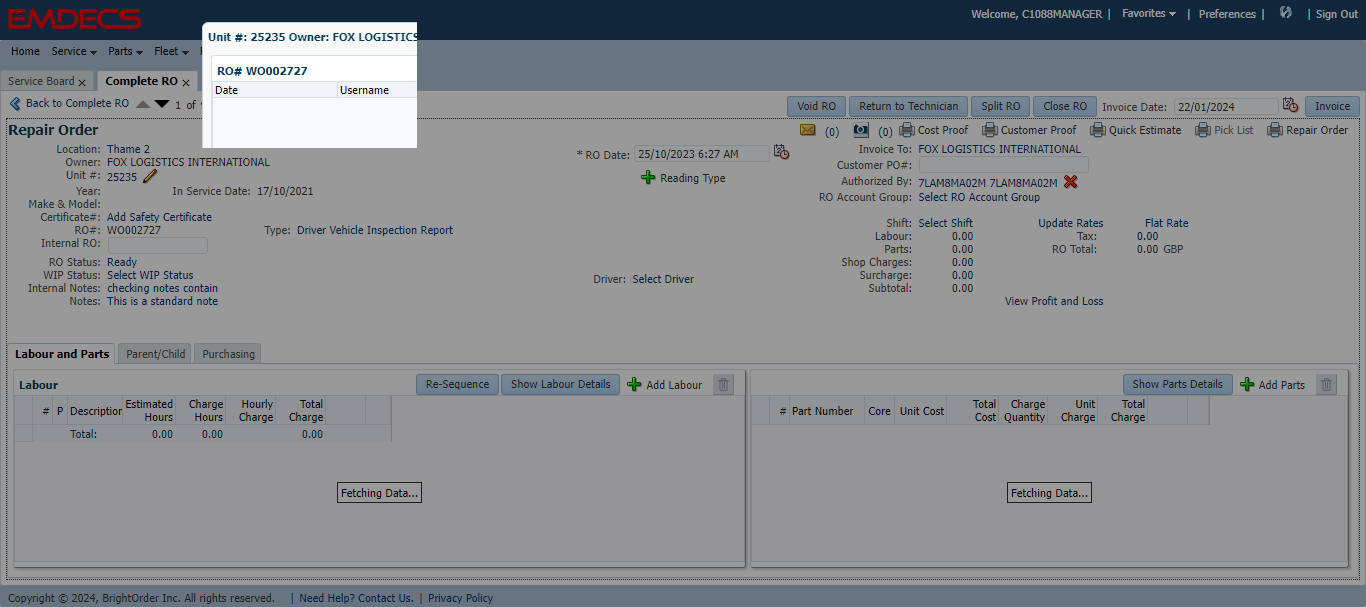 EMDECS
Welcome, C1088MANAGER | Favorites | Preferences | | Sign Out
Unit #: 25235 Owner: FOX LOGISTICS
Home Service Parts Fleet
RO# WO002727
Date Username
Service Board x Complete RO x
Back to Complete RO 1 of
Void RO Return to Technician Split RO Close RO Invoice Date: 22/01/2024 Invoice
Repair Order
(0) (0) Cost Proof Customer Proof Quick Estimate Pick List Repair Order
Location: Thame 2
Owner: FOX LOGISTICS INTERNATIONAL
Unit #: 25235
Year: In Service Date: 17/10/2021
Make & Model:
Certificate#: Add Safety Certificate
RO#: WO002727 Type: Driver Vehicle Inspection Report
Internal RO:
RO Status: Ready
WIP Status: Select WIP Status
Internal Notes: checking notes contain
Notes: This is a standard note
* RO Date: 25/10/2023 6:27 AM
Reading Type
Driver: Select Driver
Invoice To: FOX LOGISTICS INTERNATIONAL
Customer PO#:
Authorized By: 7LAM8MA02M 7LAM8MA02M
RO Account Group: Select RO Account Group
Shift: Select Shift Update Rates Flat Rate
Labour: 0.00 Tax: 0.00
Parts: 0.00 RO Total: 0.00 GBP
Shop Charges: 0.00
Surcharge: 0.00
Subtotal: 0.00
View Profit and Loss
Labour and Parts Parent/Child Purchasing
Labour Re-Sequence Show Labour Details Add Labour
# P Description Estimated Hours Charge Hours Hourly Charge Total Charge
Total: 0.00 0.00 0.00
Fetching Data...
Show Parts Details Add Parts
# Part Number Core Unit Cost Total Cost Charge Quantity Unit Charge Total Charge
Fetching Data...
Copyright © 2024, BrightOrder Inc. All rights reserved. | Need Help? Contact Us. | Privacy Policy